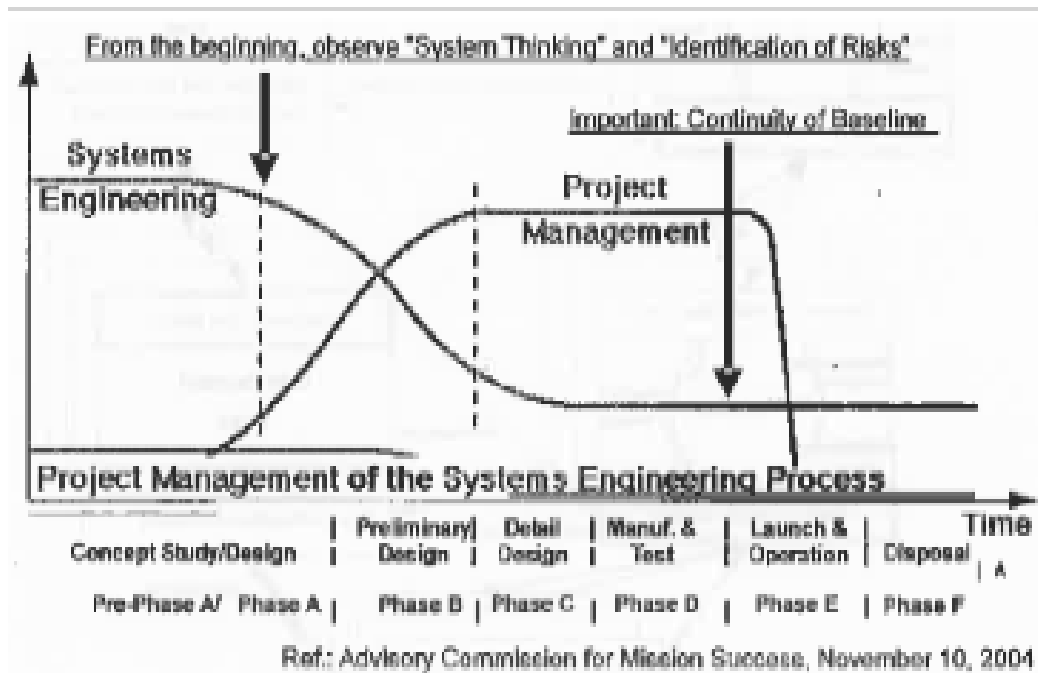 From the beginning, observe "System Thinking" and "Identification of Risks"
Important: Continuity of Baseline
Systems
Engineering
Project
Management
Project Management of the Systems Engineering Process
Time
Concept Study/Design | Preliminary Design | Detail Design | Manuf. & Test | Launch & Operation | Disposal
| A
Pre-Phase A/ Phase A | Phase B | Phase C | Phase D | Phase E | Phase F
Ref.: Advisory Commission for Mission Success, November 10, 2004